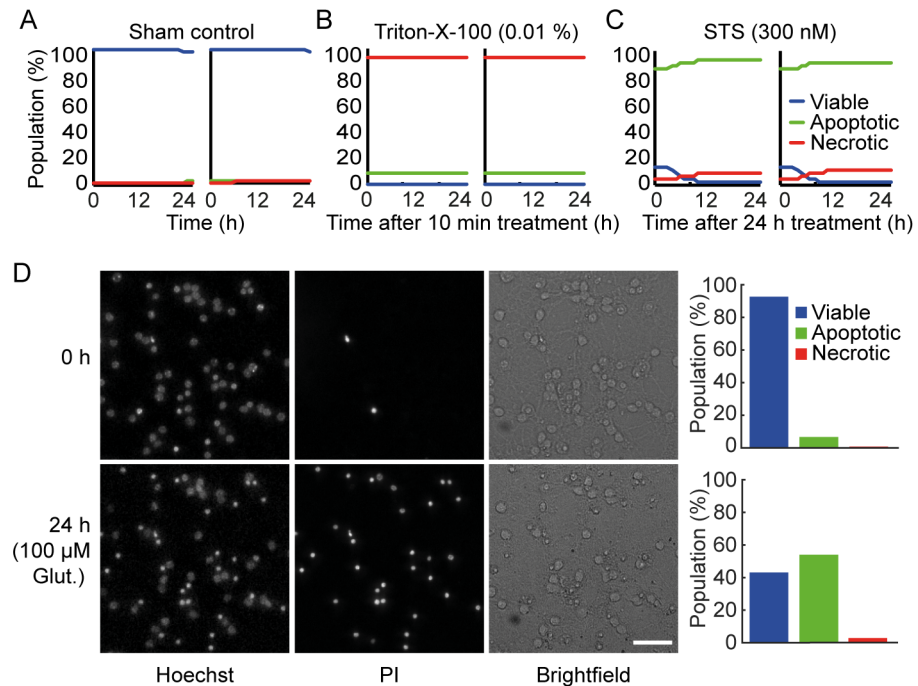 A
Sham control
B
Triton-X-100 (0.01 %)
C
STS (300 nM)
Population (%)
100
80
60
40
20
0
0 12 24
0 12 24
Time (h)
100
80
60
40
20
0
0 12 24
0 12 24
Time after 10 min treatment (h)
100
80
60
40
20
0
Viable
Apoptotic
Necrotic
0 12 24
0 12 24
Time after 24 h treatment (h)
D
0 h
24 h
(100 µM
Glut.)
Hoechst
PI
Brightfield
Population (%)
100
80
60
40
20
0
Viable
Apoptotic
Necrotic
Population (%)
100
80
60
40
20
0